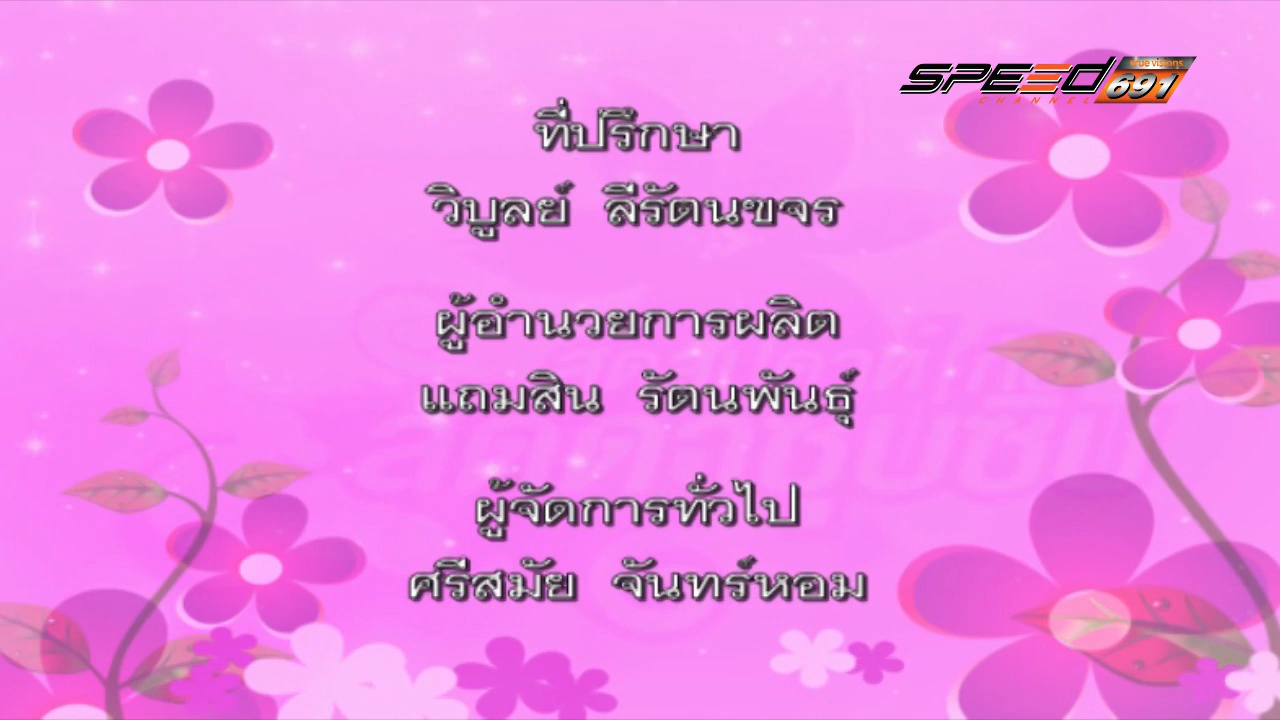 SPEED
CHANNEL
true visions
691
ที่ปรึกษา
วิบูลย์ ลีรัตนขจร
ผู้อำนวยการผลิต
แถมสิน รัตนพันธุ์
ผู้จัดการทั่วไป
ศรีสมัย จันทร์หอม